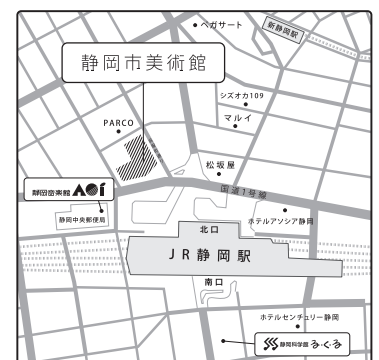 ペガサート
新静岡駅
静岡市美術館
シズオカ109
マルイ
PARCO
松坂屋
国道1号線
静岡音楽館 AOI
静岡中央郵便局
ホテルアソシア静岡
北口
JR静岡駅
南口
ホテルセンチュリー静岡
静岡科学館 る・く・る